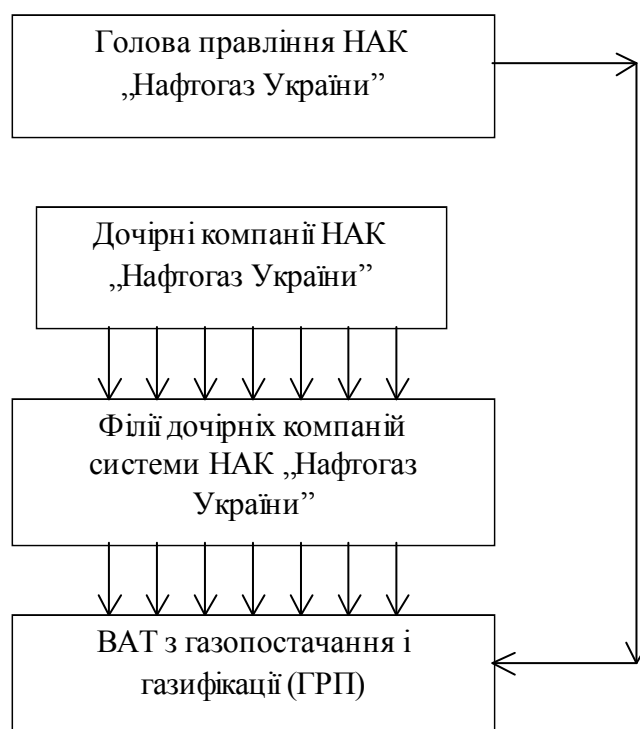 Голова правління НАК
„Нафтогаз України”
Дочірні компанії НАК
„Нафтогаз України”
Філії дочірніх компаній
системи НАК „Нафтогаз
України”
ВАТ з газопостачання і
газифікації (ГРП)